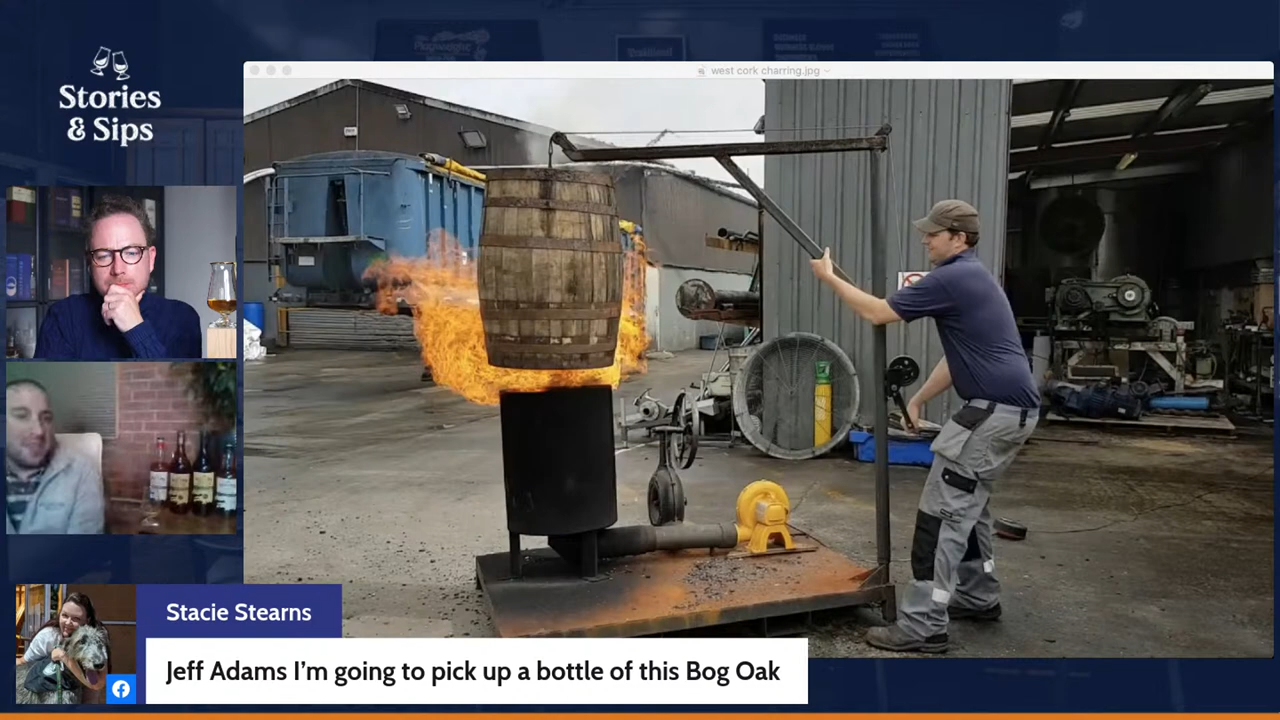 Stories
& Sips
west cork charring.jpg
Stacie Stearns
Jeff Adams I’m going to pick up a bottle of this Bog Oak